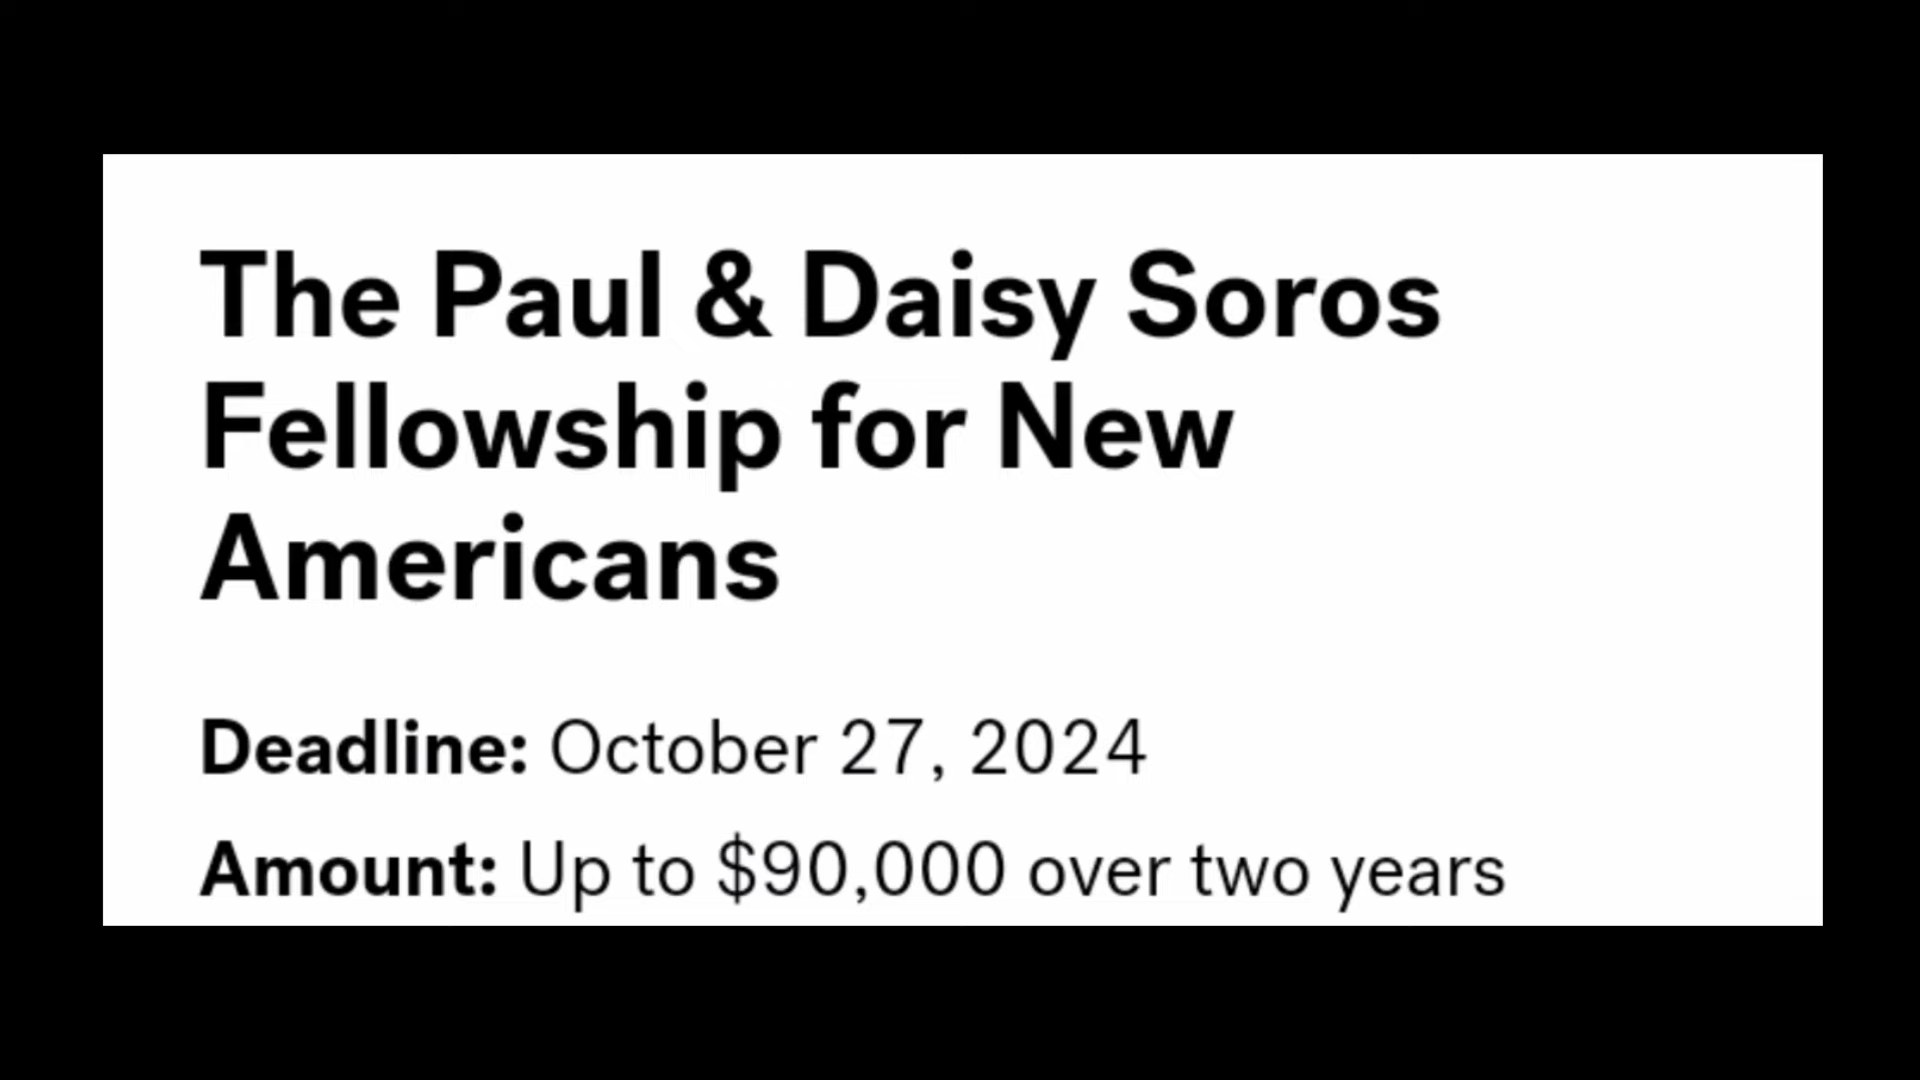 The Paul & Daisy Soros
Fellowship for New
Americans
Deadline: October 27, 2024
Amount: Up to $90,000 over two years